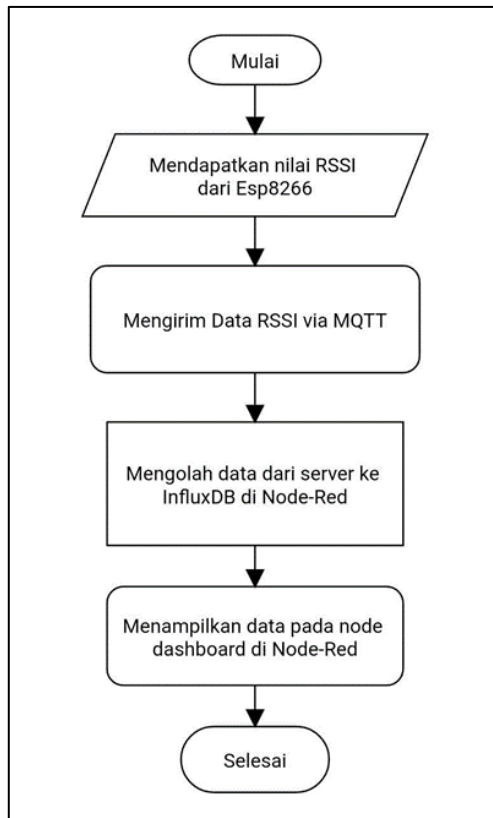 Mulai
Mendapatkan nilai RSSI
dari Esp8266
Mengirim Data RSSI via MQTT
Mengolah data dari server ke
InfluxDB di Node-Red
Menampilkan data pada node
dashboard di Node-Red
Selesai